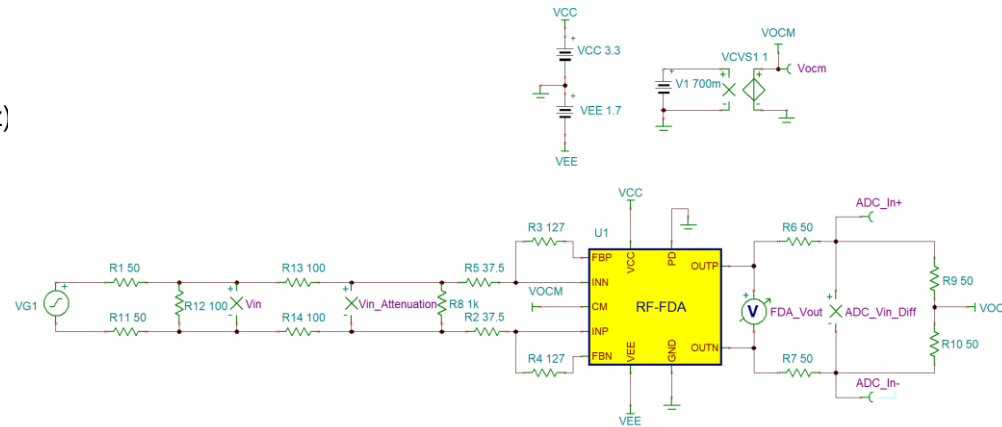 VCC
VOCM
VCVS1 1
VCC 3.3
Vocm
V1 700m
z)
VEE 1.7
VEE
VCC
ADC_In+
R3 127
U1
R6 50
FBP
VCC
PD
OUTP
R1 50
R13 100
R5 37.5
INN
R9 50
VG1
R12 100
Vin
Vin_Attenuation
R8 1k
VOCM
CM
RF-FDA
V
FDA_Vout
ADC_Vin_Diff
VOC
R11 50
R14 100
R2 37.5
INP
OUTN
R7 50
R10 50
R4 127
FBN
VEE
GND
ADC_In-
VEE